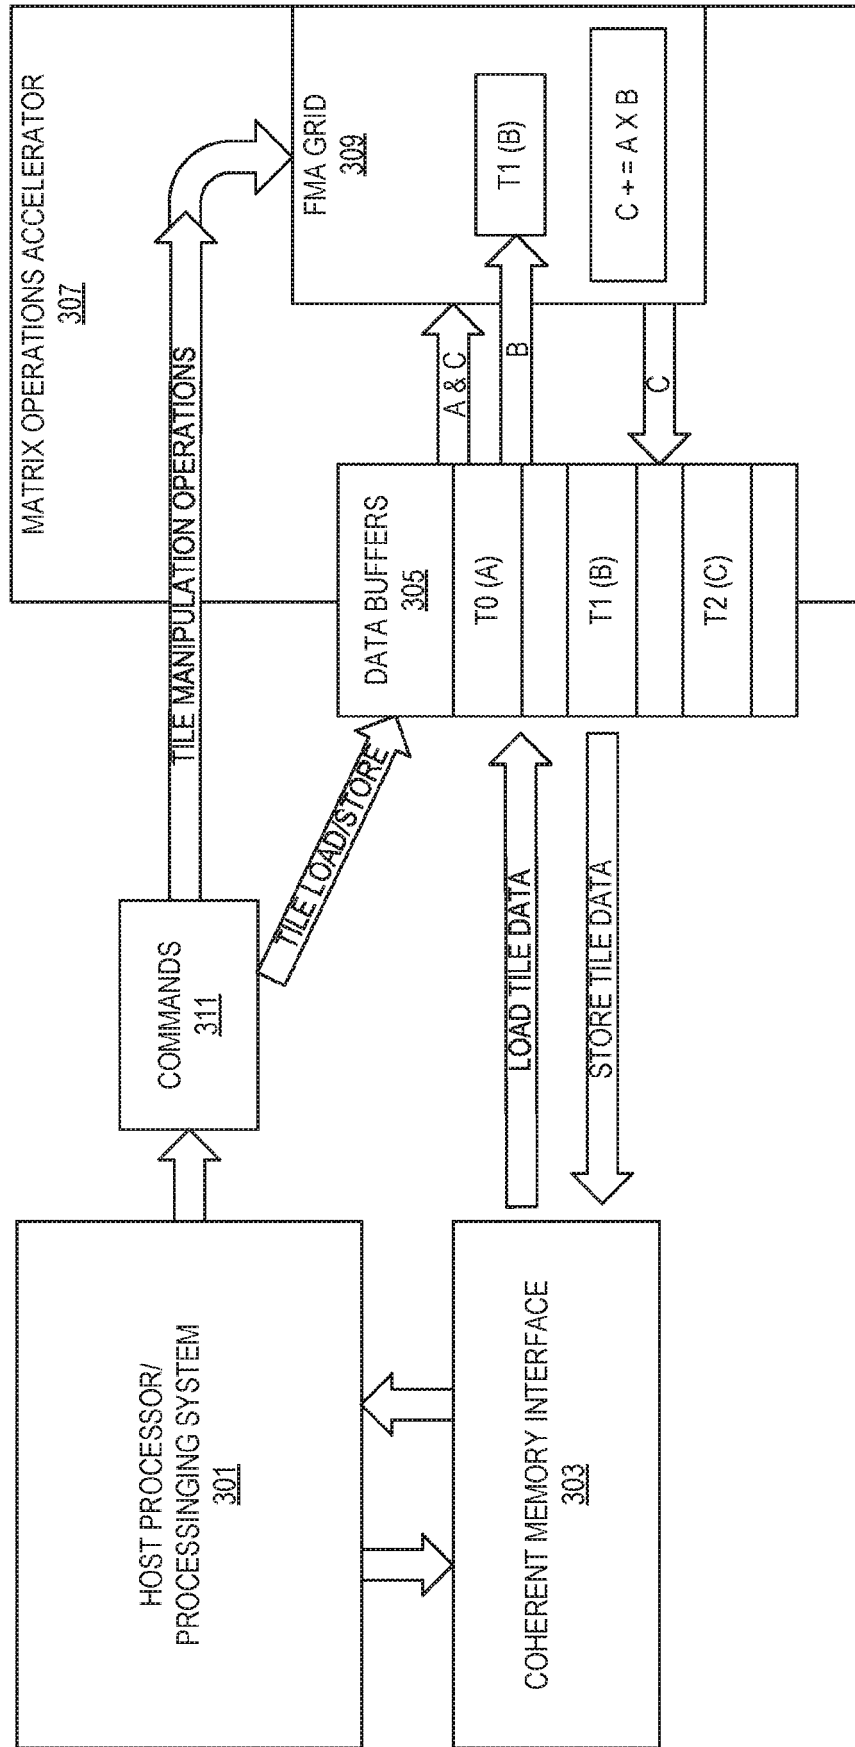 HOST PROCESSOR/
PROCESSINGING SYSTEM
301
COHERENT MEMORY INTERFACE
303
COMMANDS
311
TILE MANIPULATION OPERATIONS
TILE LOAD/STORE
LOAD TILE DATA
STORE TILE DATA
MATRIX OPERATIONS ACCELERATOR
307
DATA BUFFERS
305
T0 (A)
T1 (B)
T2 (C)
A & C
B
C
FMA GRID
309
T1 (B)
C + = A X B